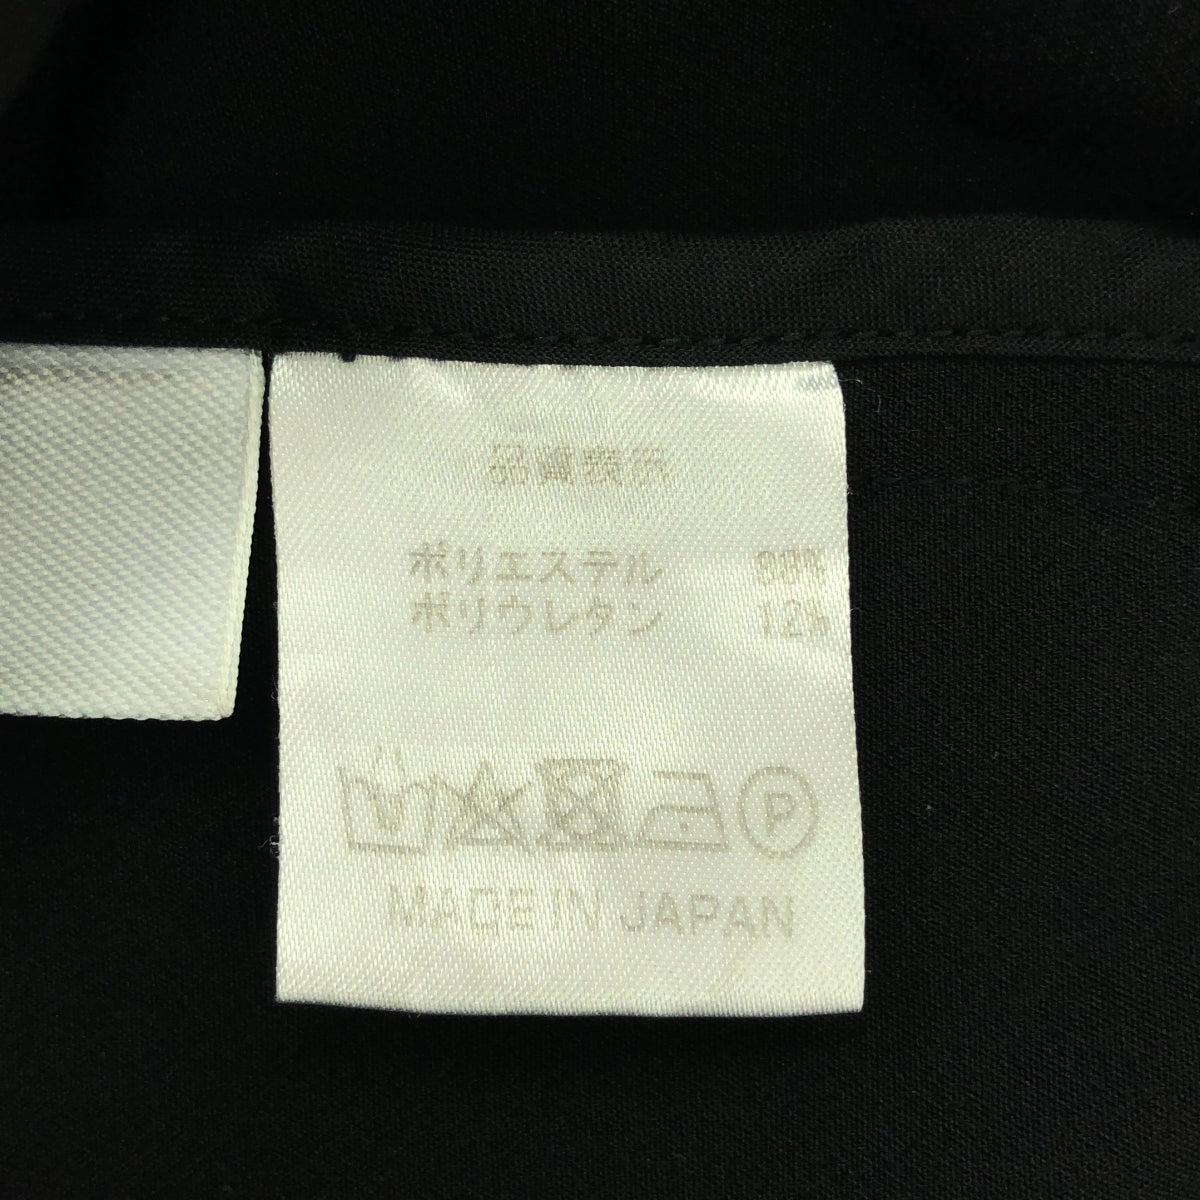 品質表示
ポリエステル 88%
ポリウレタン 12%
P
MADE IN JAPAN